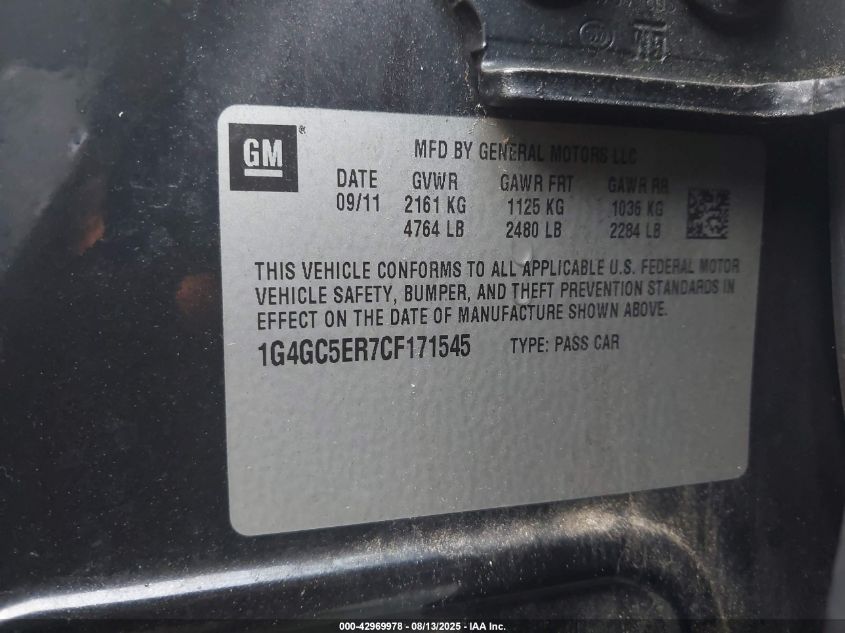 GM ®
MFD BY GENERAL MOTORS LLC
DATE GVWR GAWR FRT GAWR RR
09/11 2161 KG 1125 KG 1036 KG
4764 LB 2480 LB 2284 LB
THIS VEHICLE CONFORMS TO ALL APPLICABLE U.S. FEDERAL MOTOR
VEHICLE SAFETY, BUMPER, AND THEFT PREVENTION STANDARDS IN
EFFECT ON THE DATE OF MANUFACTURE SHOWN ABOVE.
1G4GC5ER7CF171545 TYPE: PASS CAR
000-42969978 - 08/13/2025 - IAA Inc.